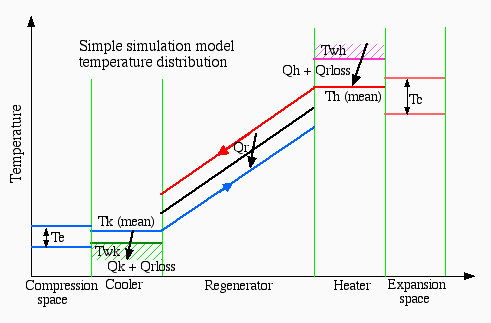 Simple simulation model
temperature distribution
Twh
Qh + Qrloss
Th (mean)
Tc
Temperature
Qr
Tk (mean)
Te
Twk
Qk + Qrloss
Compression
space
Cooler
Regenerator
Heater
Expansion
space